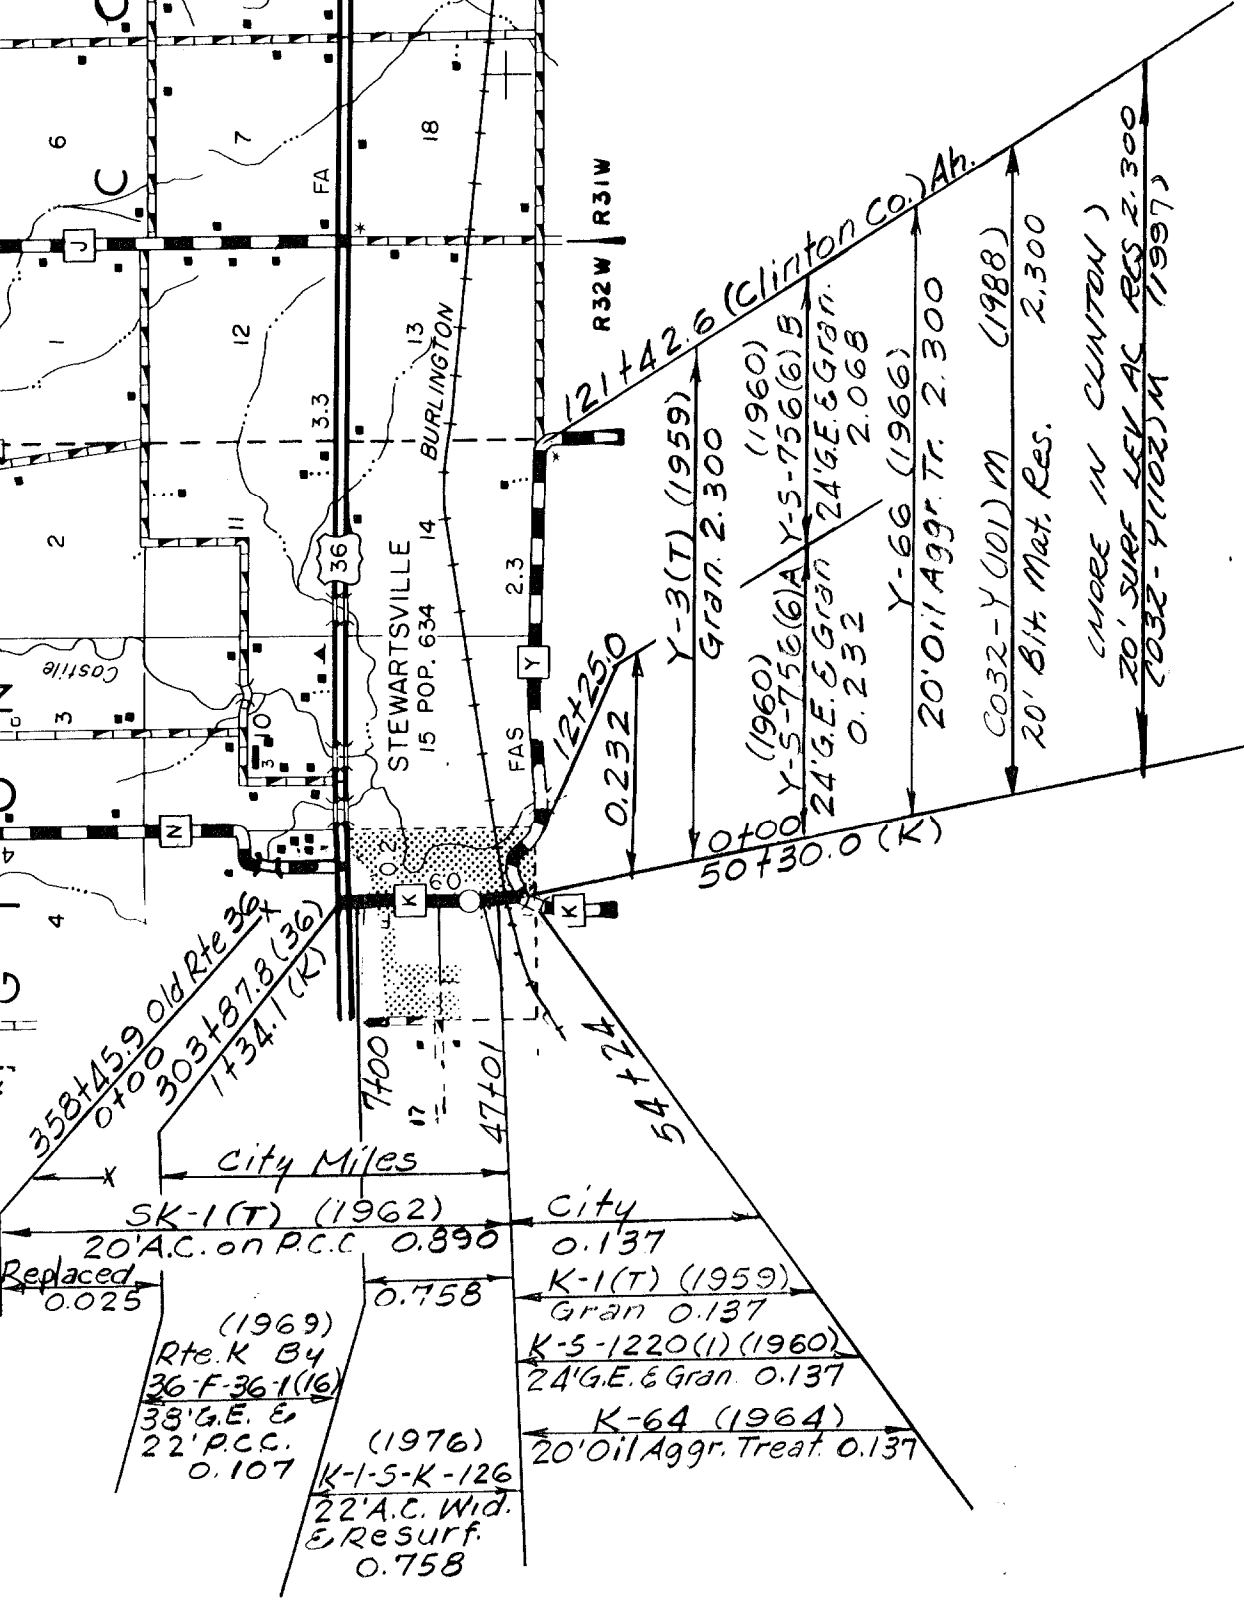 C
6
7
18
C
FA
J
R32W
R31W
1
12
13
BURLINGTON
3.3
2
11
14
36
STEWARTSVILLE
15 POP. 634
2.3
Y
FAS
Castile
3
10
3
N
4
4
G
0.2
K
.60
K
17
121+42.6 (Clinton Co.) Ah.
12+25.0
0.232
Y-3(T) (1959)
Gran. 2.300
(1960)
Y-S-756(6)A
24'G.E. & Gran
0.232
(1960)
Y-S-756(6) B
24'G.E. & Gran.
2.068
Y-66 (1966)
20' Oil Aggr. Tr. 2.300
C032-Y(101)M (1988)
20' Bit. Mat. Res. 2.300
(MORE IN CLINTON)
20' SURF LEV AC RES 2.300
C032-Y(102)M (1997)
0+00
50+30.0 (K)
358+45.9 Old Rte 36
0+00
X
303+87.8 (36)
1+34.1 (K)
7+00
47+01
54+24
X
City Miles
SK-1(T) (1962)
20'A.C. on P.C.C 0.890
City
0.137
Replaced
0.025
0.758
K-1(T) (1959)
Gran 0.137
(1969)
Rte. K By
36-F-36-1(16)
38'G.E. &
22' P.C.C.
0.107
K-S-1220(1) (1960)
24'G.E. & Gran. 0.137
K-64 (1964)
20'Oil Aggr. Treat. 0.137
(1976)
K-1-S-K-126
22'A.C. Wid.
& Resurf.
0.758